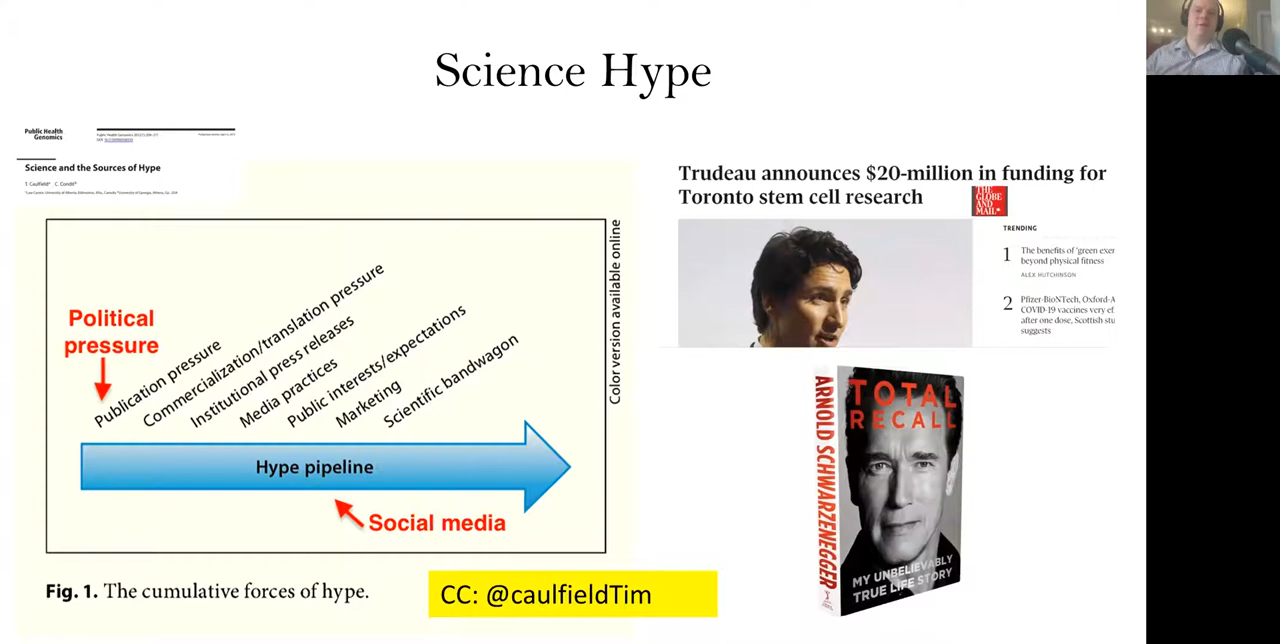 Science Hype
Public Health
Genomics
Science and the Sources of Hype
T. Caulfield C. Condit
Political
pressure
Publication pressure
Commercialization/translation pressure
Institutional press releases
Media practices
Public interests/expectations
Marketing
Scientific bandwagon
Hype pipeline
Social media
Color version available online
Fig. 1. The cumulative forces of hype.
CC: @caulfieldTim
Trudeau announces $20-million in funding for
Toronto stem cell research
THE
GLOBE
AND
MAIL*
TRENDING
1 The benefits of 'green exer
beyond physical fitness
ALEX HUTCHINSON
2 Pfizer-BioNTech, Oxford-A
COVID-19 vaccines very ef
after one dose, Scottish stu
suggests
TOTAL
RECALL
ARNOLD SCHWARZENEGGER
MY UNBELIEVABLY
TRUE LIFE STORY